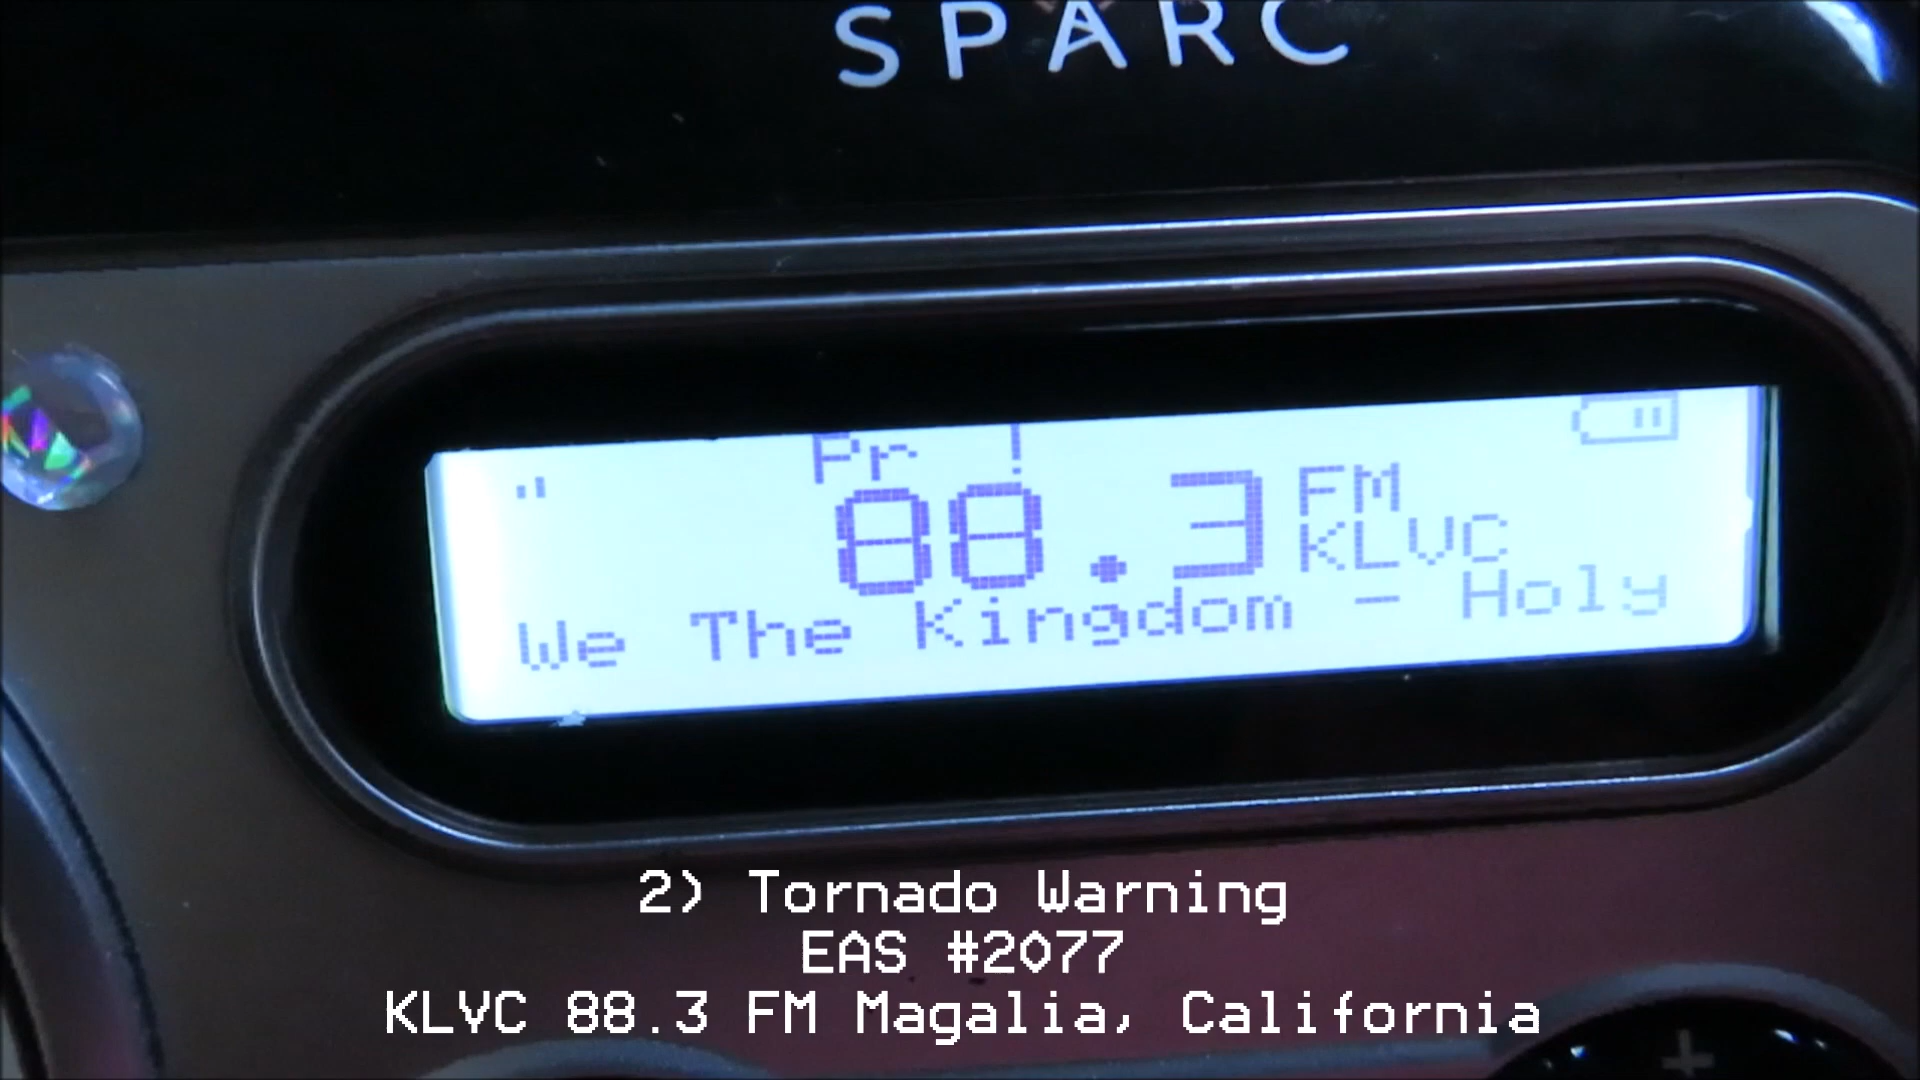 SPARC
Pr !
88.3 FM
KLVC
We The Kingdom - Holy
2) Tornado Warning
EAS #2077
KLVC 88.3 FM Magalia, California